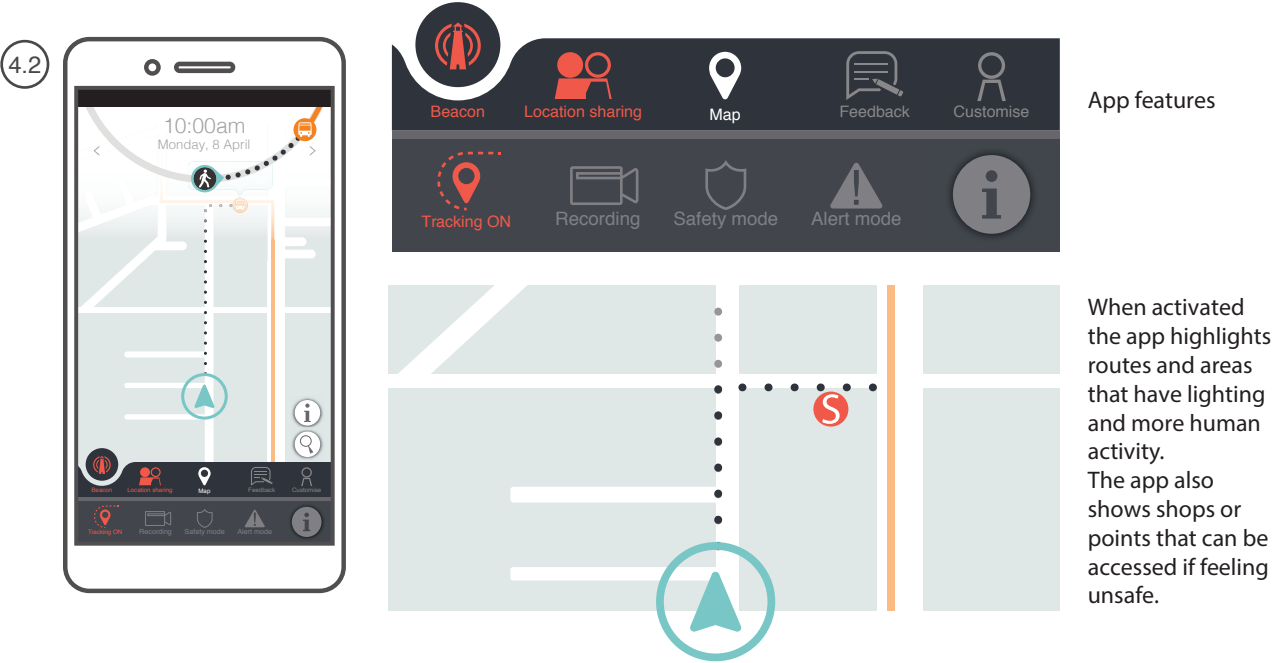 4.2
10:00am
Monday, 8 April
< >
i
Beacon Location sharing Map Feedback Customise
Tracking ON Recording Safety mode Alert mode i
Beacon Location sharing Map Feedback Customise
Tracking ON Recording Safety mode Alert mode i
S
App features
When activated
the app highlights
routes and areas
that have lighting
and more human
activity.
The app also
shows shops or
points that can be
accessed if feeling
unsafe.